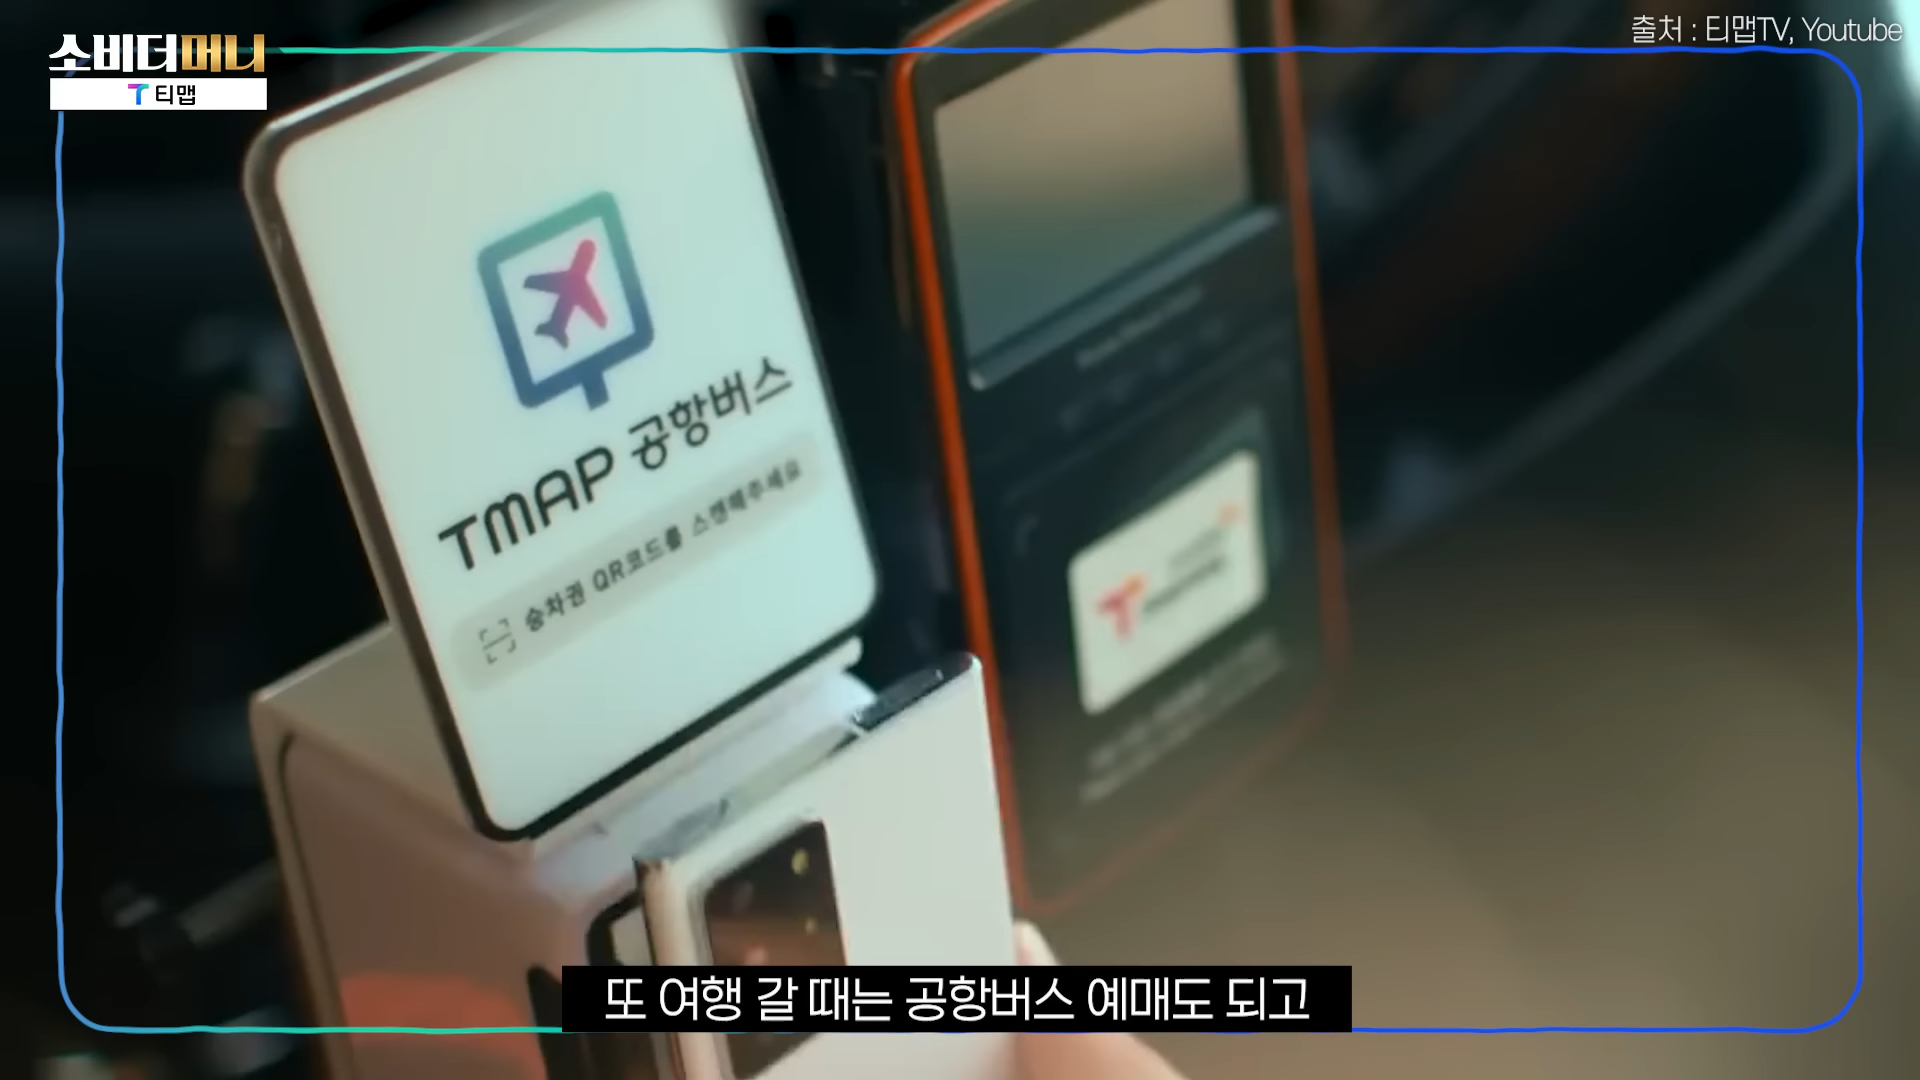 소비더머니
티맵
출처 : 티맵TV, Youtube
TMAP 공항버스
승차권 QR코드를 스캔해주세요
또 여행 갈 때는 공항버스 예매도 되고